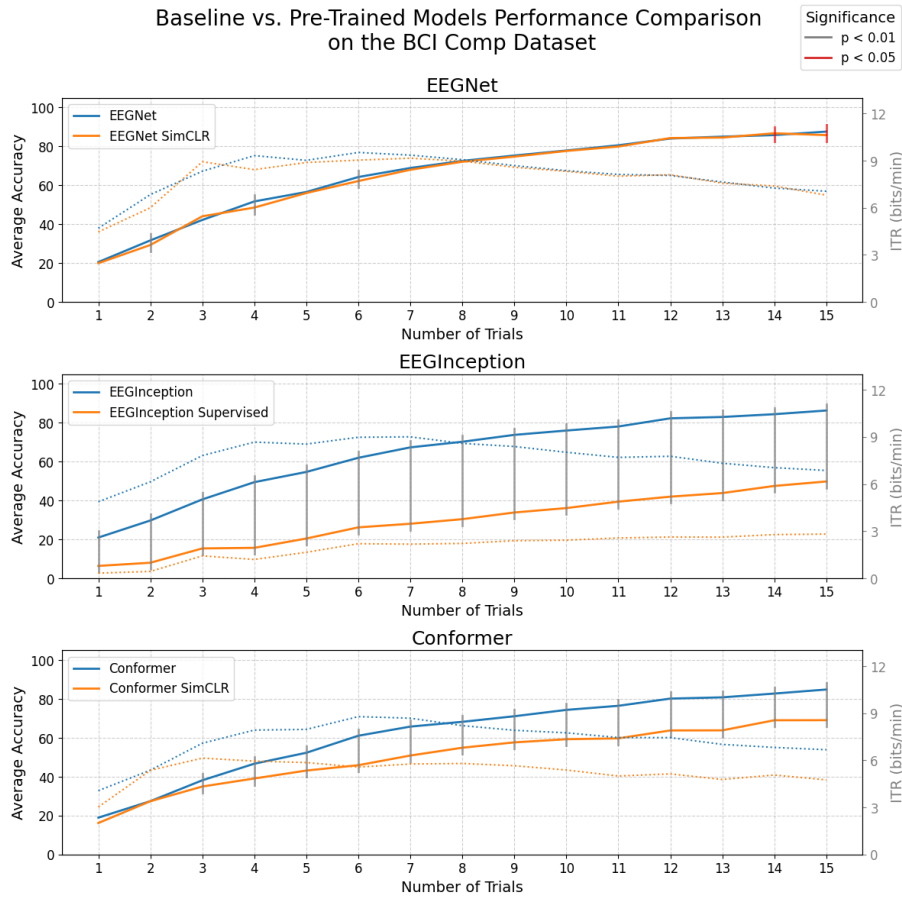 Baseline vs. Pre-Trained Models Performance Comparison
on the BCI Comp Dataset
Significance
p < 0.01
p < 0.05
EEGNet
EEGNet
EEGNet SimCLR
Average Accuracy
100
80
60
40
20
0
12
9
6
3
0
ITR (bits/min)
1 2 3 4 5 6 7 8 9 10 11 12 13 14 15
Number of Trials
EEGInception
EEGInception
EEGInception Supervised
Average Accuracy
100
80
60
40
20
0
12
9
6
3
0
ITR (bits/min)
1 2 3 4 5 6 7 8 9 10 11 12 13 14 15
Number of Trials
Conformer
Conformer
Conformer SimCLR
Average Accuracy
100
80
60
40
20
0
12
9
6
3
0
ITR (bits/min)
1 2 3 4 5 6 7 8 9 10 11 12 13 14 15
Number of Trials